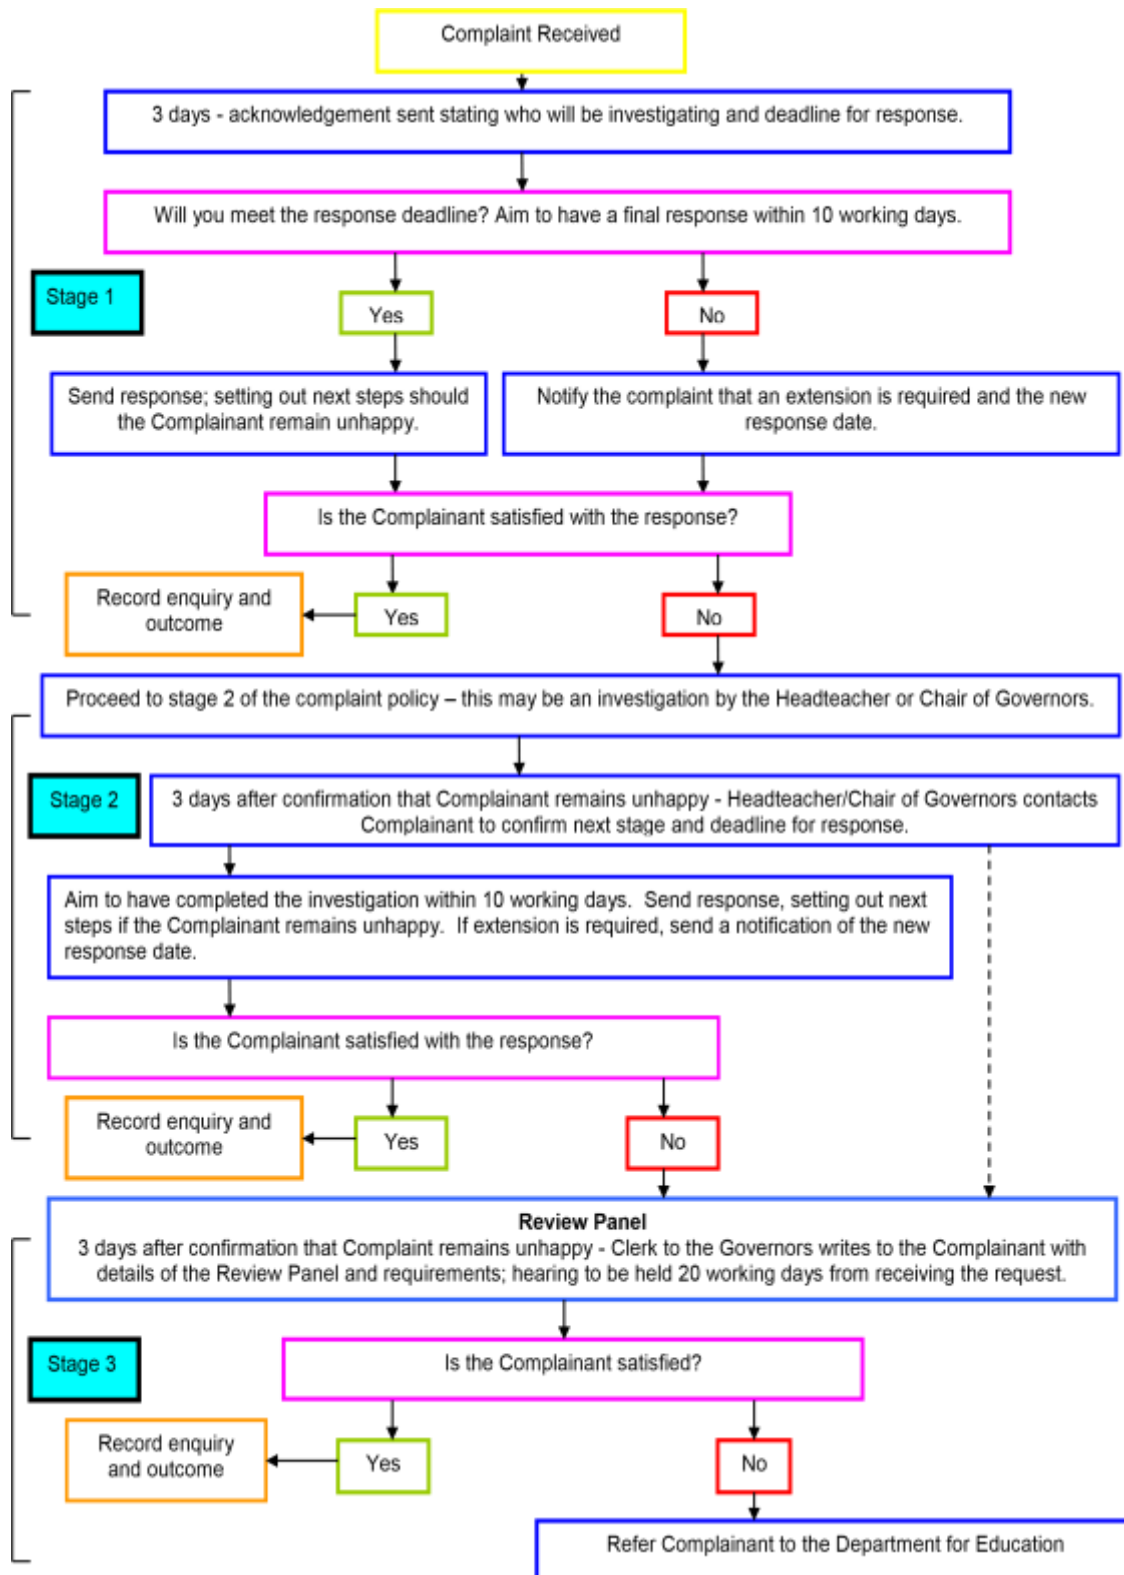 Complaint Received
3 days - acknowledgement sent stating who will be investigating and deadline for response.
Will you meet the response deadline? Aim to have a final response within 10 working days.
Stage 1
Yes
No
Send response; setting out next steps should
the Complainant remain unhappy.
Notify the complaint that an extension is required and the new
response date.
Is the Complainant satisfied with the response?
Record enquiry and
outcome
Yes
No
Proceed to stage 2 of the complaint policy – this may be an investigation by the Headteacher or Chair of Governors.
Stage 2
3 days after confirmation that Complainant remains unhappy - Headteacher/Chair of Governors contacts
Complainant to confirm next stage and deadline for response.
Aim to have completed the investigation within 10 working days.  Send response, setting out next
steps if the Complainant remains unhappy.  If extension is required, send a notification of the new
response date.
Is the Complainant satisfied with the response?
Record enquiry and
outcome
Yes
No
Review Panel
3 days after confirmation that Complaint remains unhappy - Clerk to the Governors writes to the Complainant with
details of the Review Panel and requirements; hearing to be held 20 working days from receiving the request.
Stage 3
Is the Complainant satisfied?
Record enquiry
and outcome
Yes
No
Refer Complainant to the Department for Education